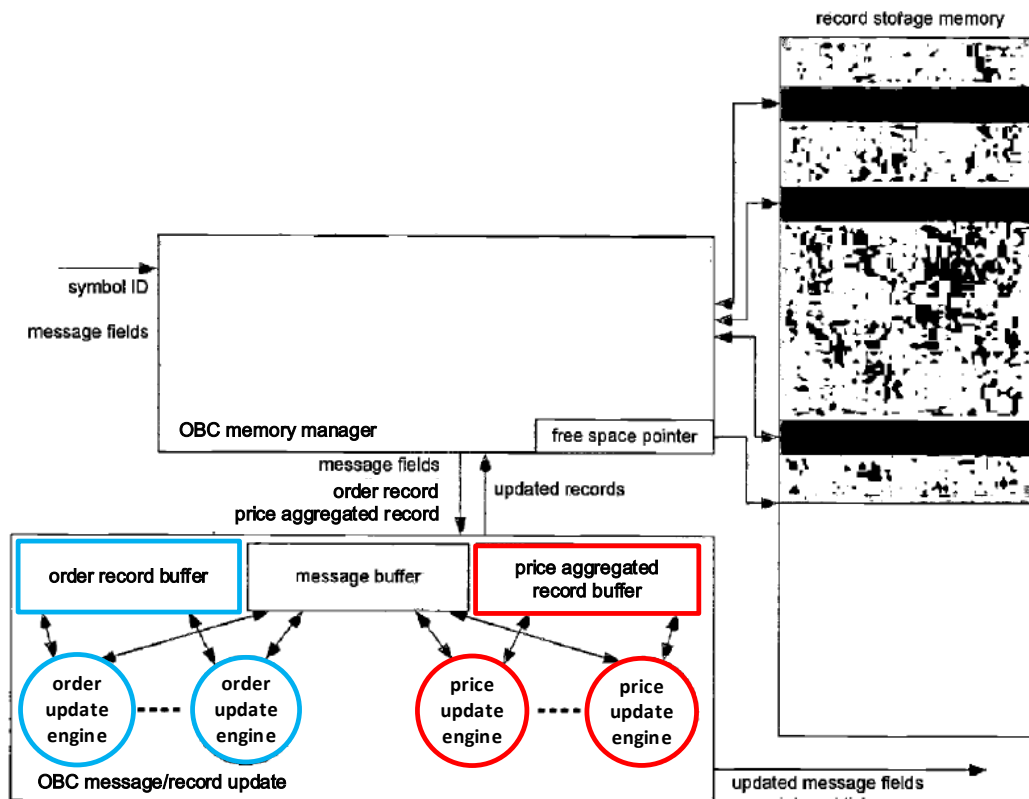 record storage memory
symbol ID
message fields
OBC memory manager
free space pointer
message fields
order record
price aggregated record
updated records
order record buffer
message buffer
price aggregated
record buffer
order
update
engine
order
update
engine
price
update
engine
price
update
engine
OBC message/record update
updated message fields